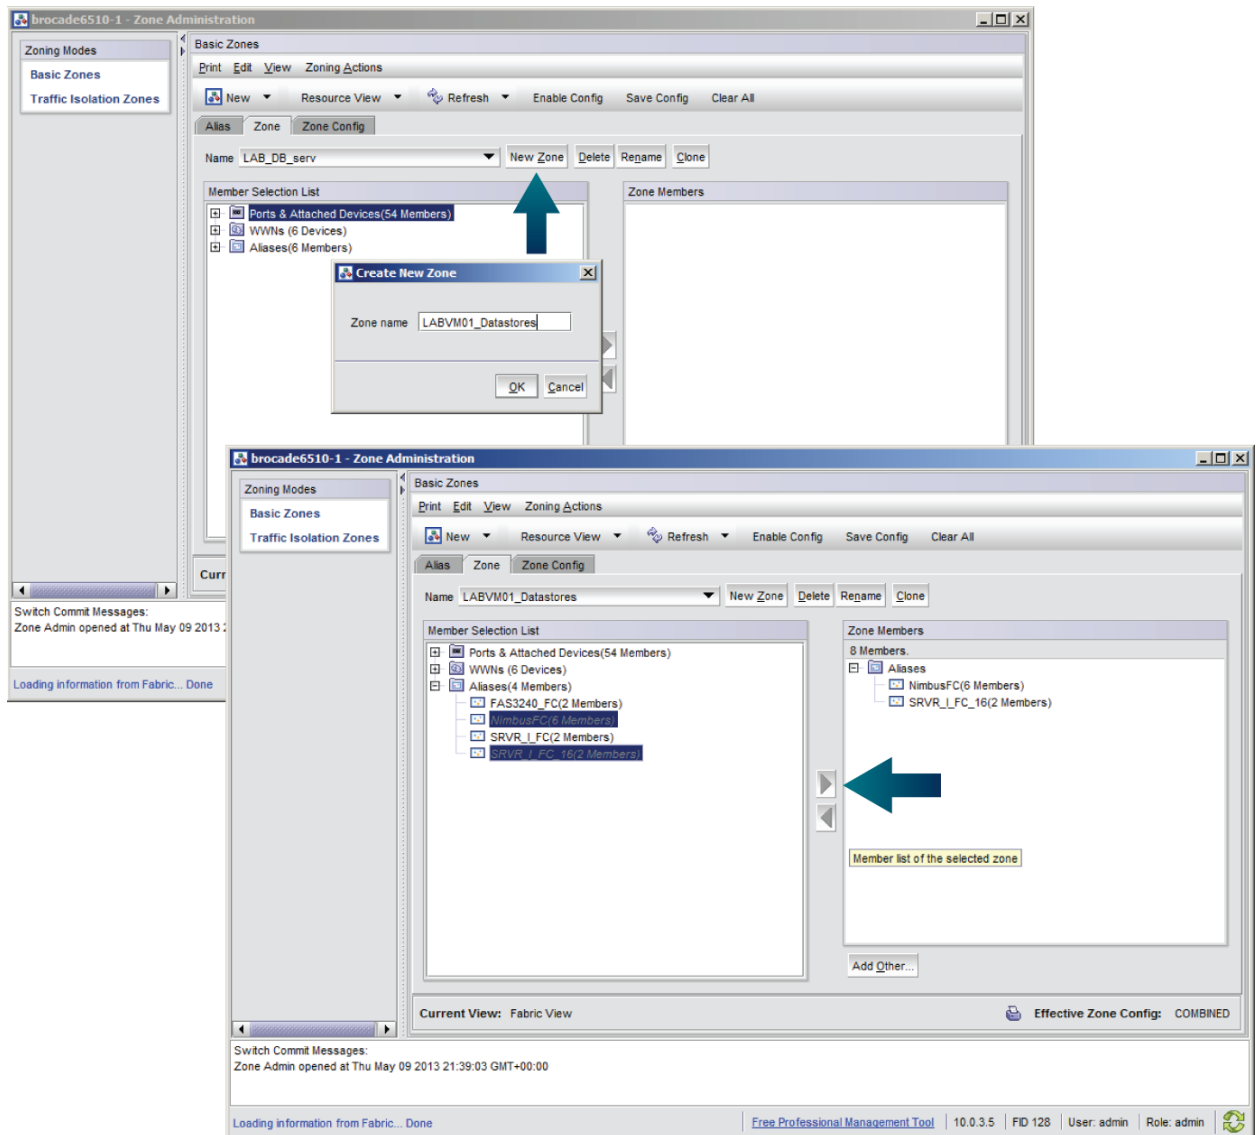 brocade6510-1 - Zone Administration
Zoning Modes
Basic Zones
Traffic Isolation Zones
Basic Zones
Print Edit View Zoning Actions
New Resource View Refresh Enable Config Save Config Clear All
Alias Zone Zone Config
Name LAB_DB_serv New Zone Delete Rename Clone
Member Selection List
Zone Members
Ports & Attached Devices(54 Members)
WWNs (6 Devices)
Aliases(6 Members)
Create New Zone
Zone name LABVM01_Datastores
OK Cancel
Curr
Switch Commit Messages:
Zone Admin opened at Thu May 09 2013
Loading information from Fabric... Done
brocade6510-1 - Zone Administration
Zoning Modes
Basic Zones
Traffic Isolation Zones
Basic Zones
Print Edit View Zoning Actions
New Resource View Refresh Enable Config Save Config Clear All
Alias Zone Zone Config
Name LABVM01_Datastores New Zone Delete Rename Clone
Member Selection List
Ports & Attached Devices(54 Members)
WWNs (6 Devices)
Aliases(4 Members)
FAS3240_FC(2 Members)
NimbusFC(6 Members)
SRVR_I_FC(2 Members)
SRVR_I_FC_16(2 Members)
Zone Members
8 Members.
Aliases
NimbusFC(6 Members)
SRVR_I_FC_16(2 Members)
Member list of the selected zone
Add Other...
Current View: Fabric View
Effective Zone Config: COMBINED
Switch Commit Messages:
Zone Admin opened at Thu May 09 2013 21:39:03 GMT+00:00
Loading information from Fabric... Done
Free Professional Management Tool 10.0.3.5 FID 128 User: admin Role: admin